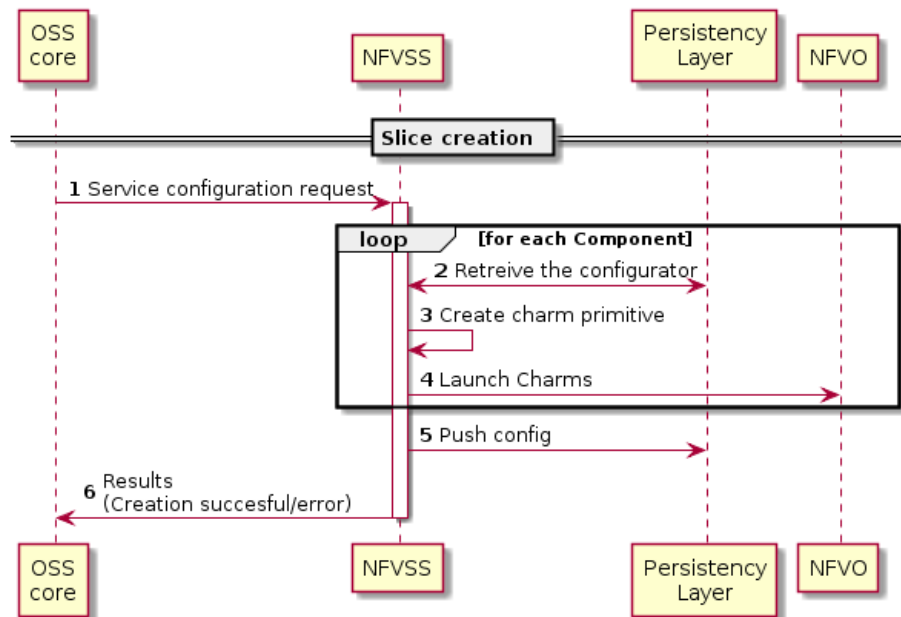 OSS
core
NFVSS
Persistency
Layer
NFVO
Slice creation
1 Service configuration request
loop [for each Component]
2 Retreive the configurator
3 Create charm primitive
4 Launch Charms
5 Push config
6 Results
(Creation succesful/error)
OSS
core
NFVSS
Persistency
Layer
NFVO